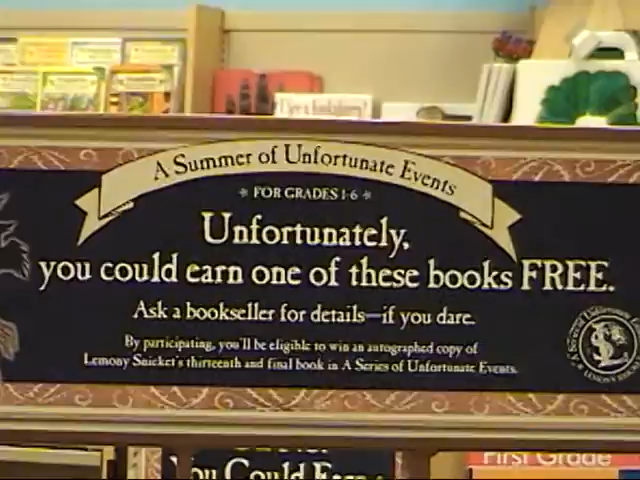 A Summer of Unfortunate Events
* FOR GRADES 1-6 *
Unfortunately,
you could earn one of these books FREE.
Ask a bookseller for details—if you dare.
By participating, you'll be eligible to win an autographed copy of
Lemony Snicket's thirteenth and final book in A Series of Unfortunate Events.
You Could Earn
First Grade